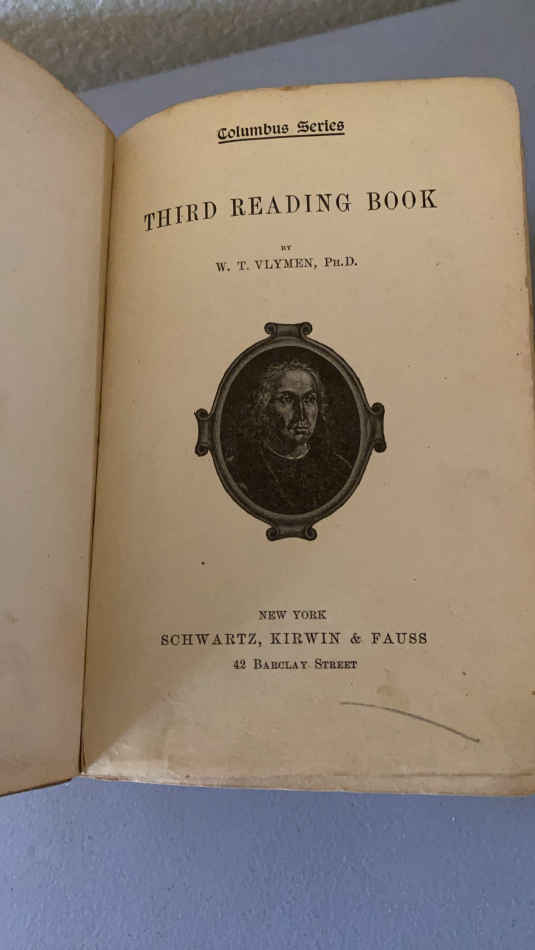 Columbus Series
THIRD READING BOOK
BY
W. T. VLYMEN, PH.D.
NEW YORK
SCHWARTZ, KIRWIN & FAUSS
42 BARCLAY STREET